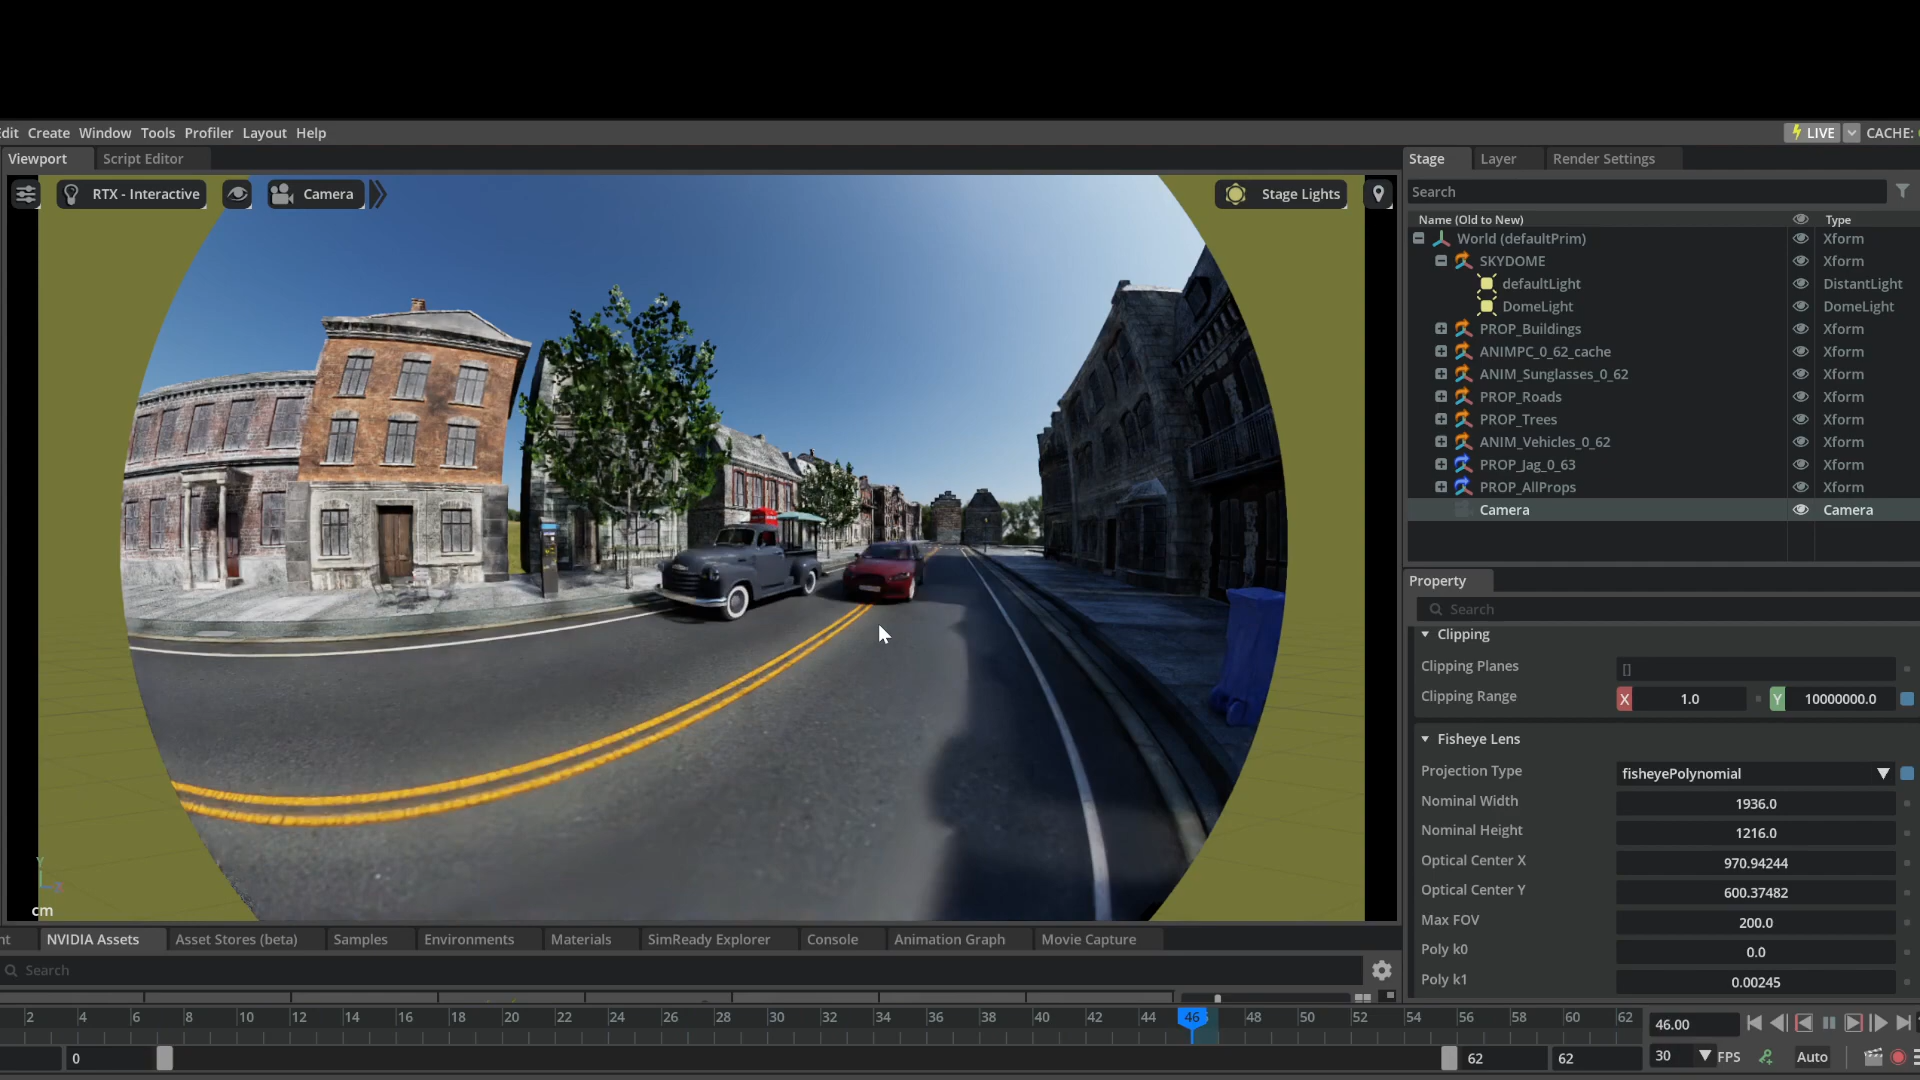 Edit Create Window Tools Profiler Layout Help
LIVE CACHE:
Viewport Script Editor
Stage Layer Render Settings
RTX - Interactive Camera Stage Lights
Search
Name (Old to New) Type
World (defaultPrim) Xform
SKYDOME Xform
defaultLight DistantLight
DomeLight DomeLight
PROP_Buildings Xform
ANIMPC_0_62_cache Xform
ANIM_Sunglasses_0_62 Xform
PROP_Roads Xform
PROP_Trees Xform
ANIM_Vehicles_0_62 Xform
PROP_Jag_0_63 Xform
PROP_AllProps Xform
Camera Camera
Property
Search
Clipping
Clipping Planes []
Clipping Range X 1.0 Y 10000000.0
Fisheye Lens
Projection Type fisheyePolynomial
Nominal Width 1936.0
Nominal Height 1216.0
Optical Center X 970.94244
Optical Center Y 600.37482
Max FOV 200.0
Poly k0 0.0
Poly k1 0.00245
Y
cm
nt NVIDIA Assets Asset Stores (beta) Samples Environments Materials SimReady Explorer Console Animation Graph Movie Capture
Search
2 4 6 8 10 12 14 16 18 20 22 24 26 28 30 32 34 36 38 40 42 44 46 48 50 52 54 56 58 60 62
46.00
0 62 62
30 FPS Auto